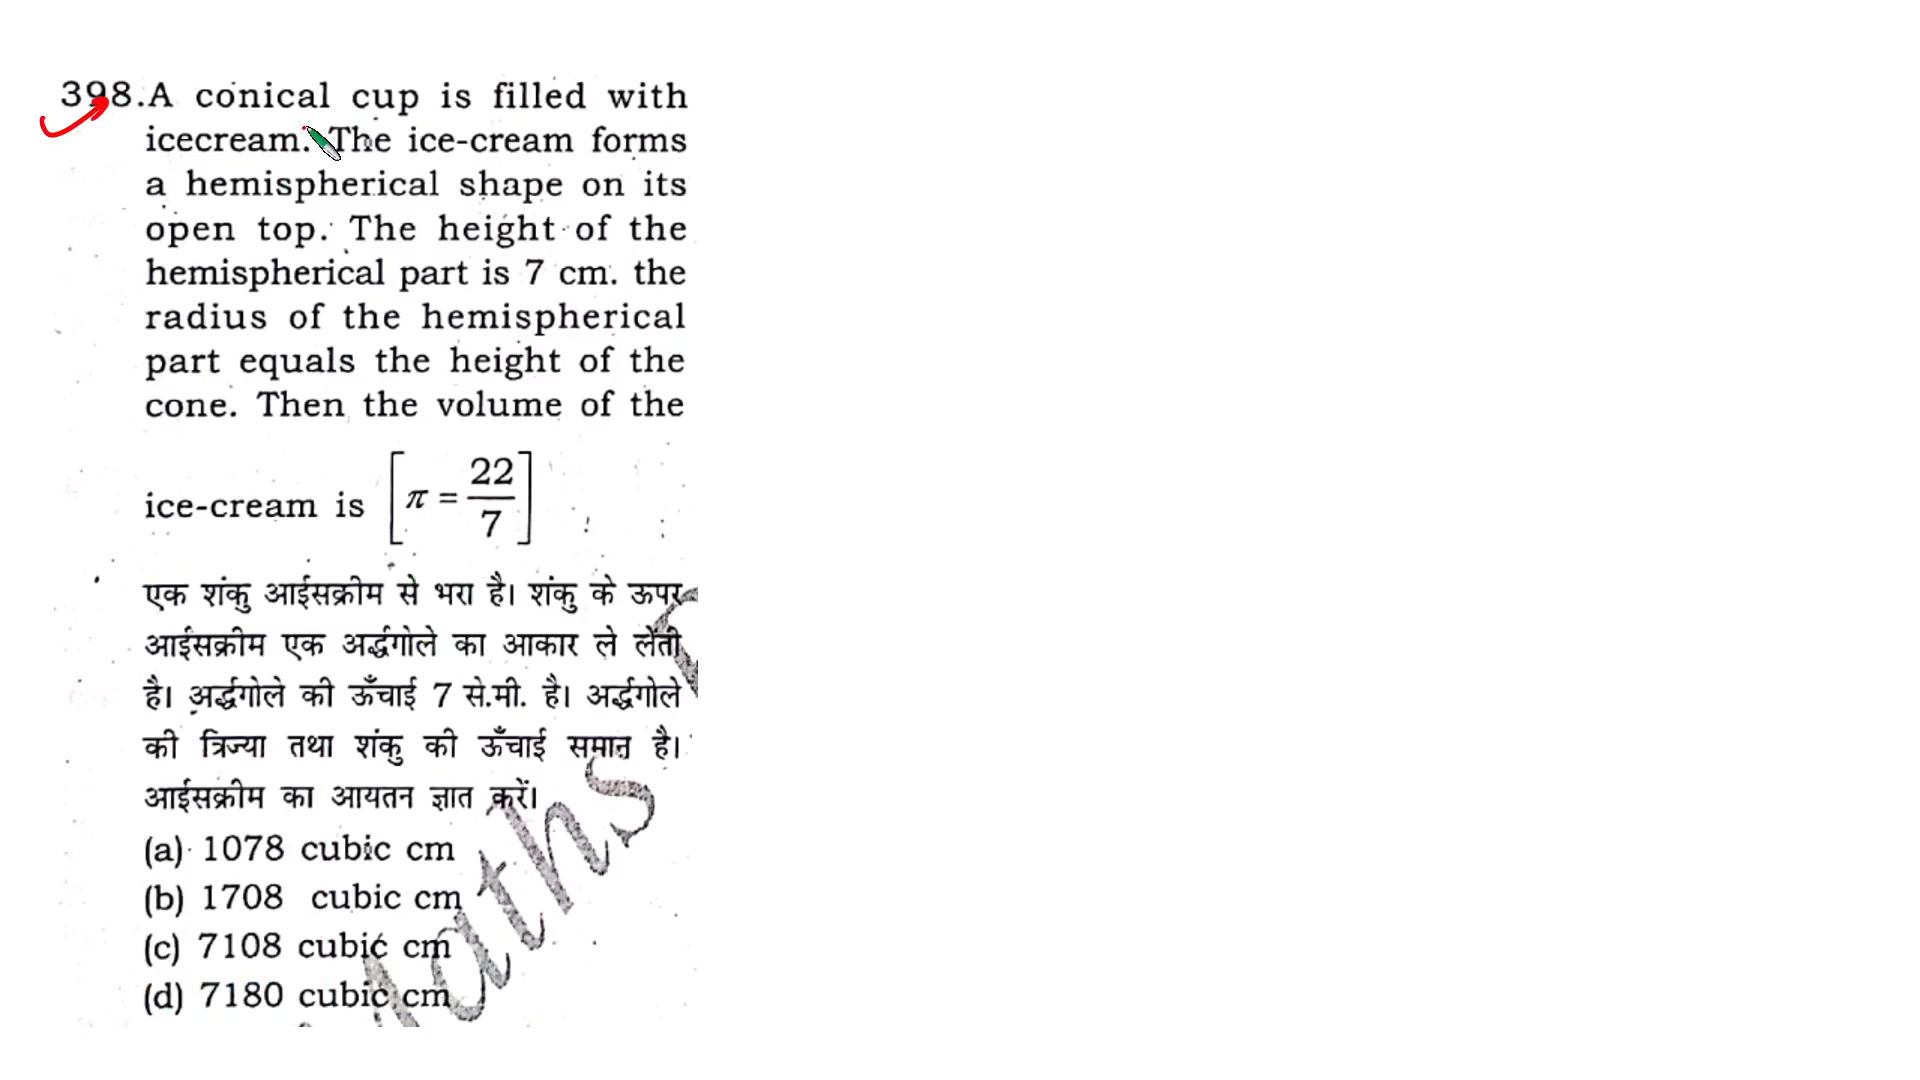 398.A conical cup is filled with
icecream. The ice-cream forms
a hemispherical shape on its
open top. The height of the
hemispherical part is 7 cm. the
radius of the hemispherical
part equals the height of the
cone. Then the volume of the
ice-cream is [π = 22/7]
एक शंकु आईसक्रीम से भरा है। शंकु के ऊपर
आईसक्रीम एक अर्द्धगोले का आकार ले लेंती
है। अर्द्धगोले की ऊँचाई 7 से.मी. है। अर्द्धगोले
की त्रिज्या तथा शंकु की ऊँचाई समान है।
आईसक्रीम का आयतन ज्ञात करें।
(a) 1078 cubic cm
(b) 1708 cubic cm
(c) 7108 cubic cm
(d) 7180 cubic cm
Maths